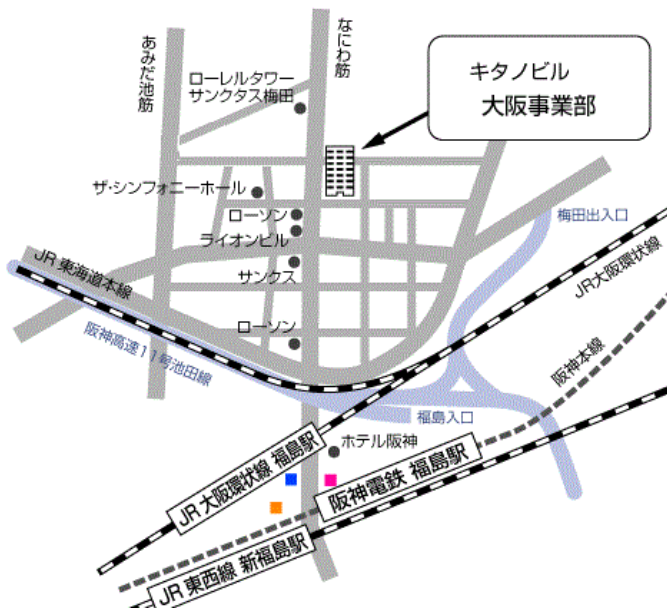 なにわ筋
あみだ池筋
ローレルタワー
サンクタス梅田
キタノビル
大阪事業部
ザ・シンフォニーホール
ローソン
ライオンビル
梅田出入口
JR東海道本線
サンクス
JR大阪環状線
ローソン
阪神高速11号池田線
阪神本線
福島入口
ホテル阪神
JR大阪環状線 福島駅
阪神電鉄 福島駅
JR東西線 新福島駅